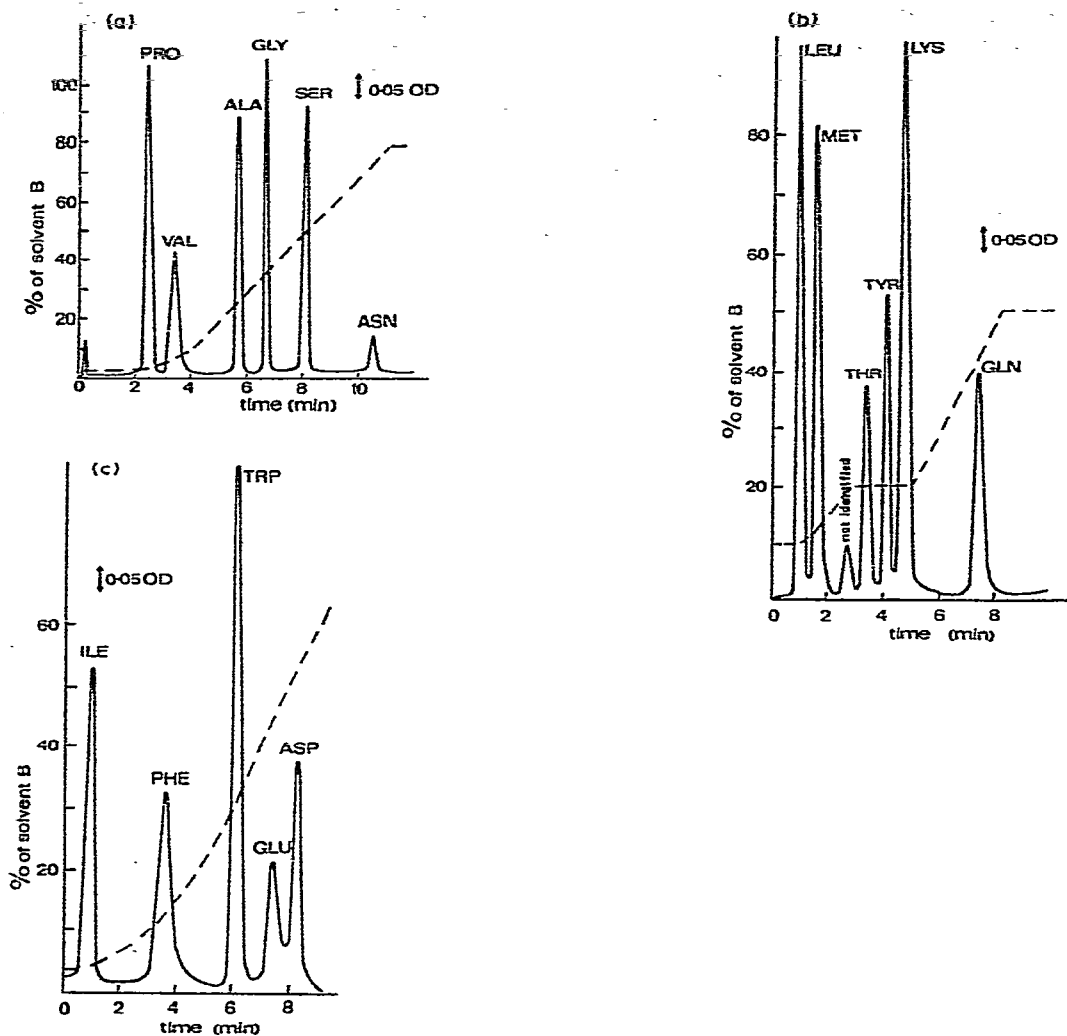 (a)
PRO
VAL
ALA
GLY
SER
ASN
0·05 OD
% of solvent B
100
80
60
40
20
0
2
4
6
8
10
time (min)
(b)
LEU
MET
not identified
THR
TYR
LYS
GLN
0·05 OD
% of solvent B
80
60
40
20
0
2
4
6
8
time (min)
(c)
ILE
PHE
TRP
GLU
ASP
0·05 OD
% of solvent B
60
40
20
0
2
4
6
8
time (min)